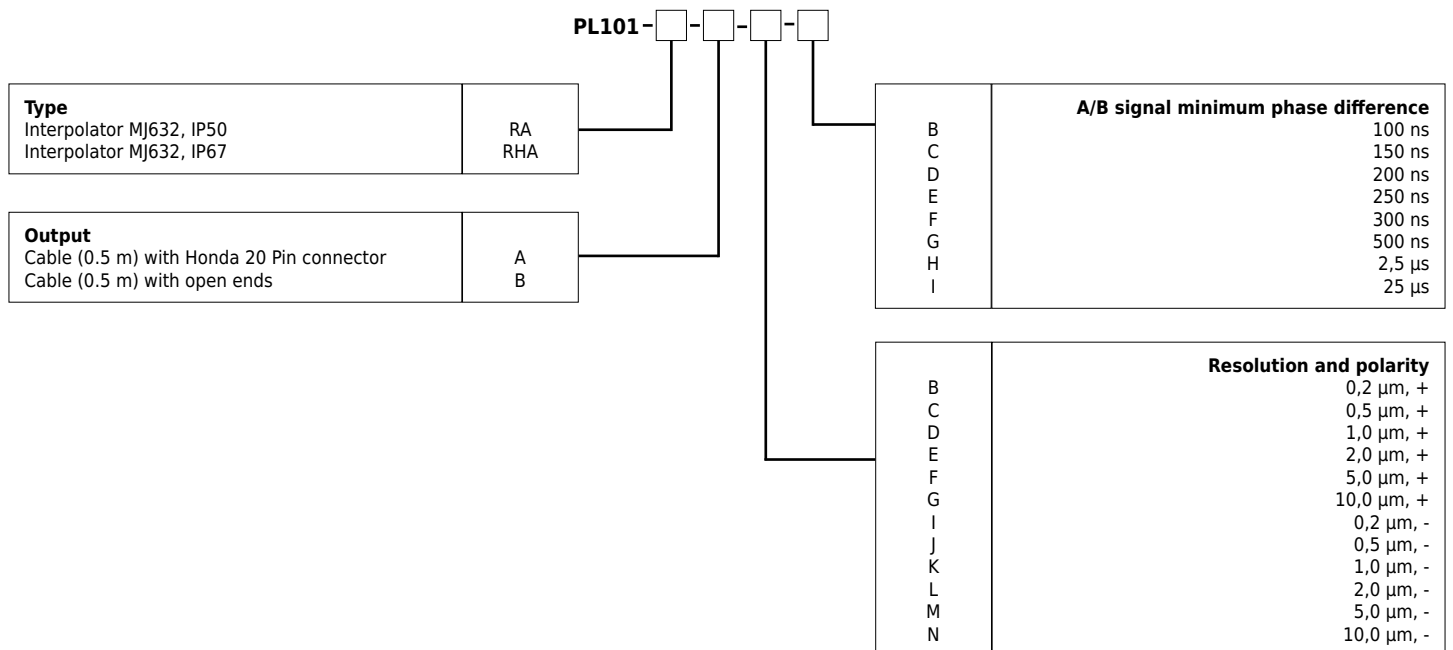 PL101 - - - -
Type
Interpolator MJ632, IP50 RA
Interpolator MJ632, IP67 RHA
Output
Cable (0.5 m) with Honda 20 Pin connector A
Cable (0.5 m) with open ends B
A/B signal minimum phase difference
B 100 ns
C 150 ns
D 200 ns
E 250 ns
F 300 ns
G 500 ns
H 2,5 µs
I 25 µs
Resolution and polarity
B 0,2 µm, +
C 0,5 µm, +
D 1,0 µm, +
E 2,0 µm, +
F 5,0 µm, +
G 10,0 µm, +
I 0,2 µm, -
J 0,5 µm, -
K 1,0 µm, -
L 2,0 µm, -
M 5,0 µm, -
N 10,0 µm, -